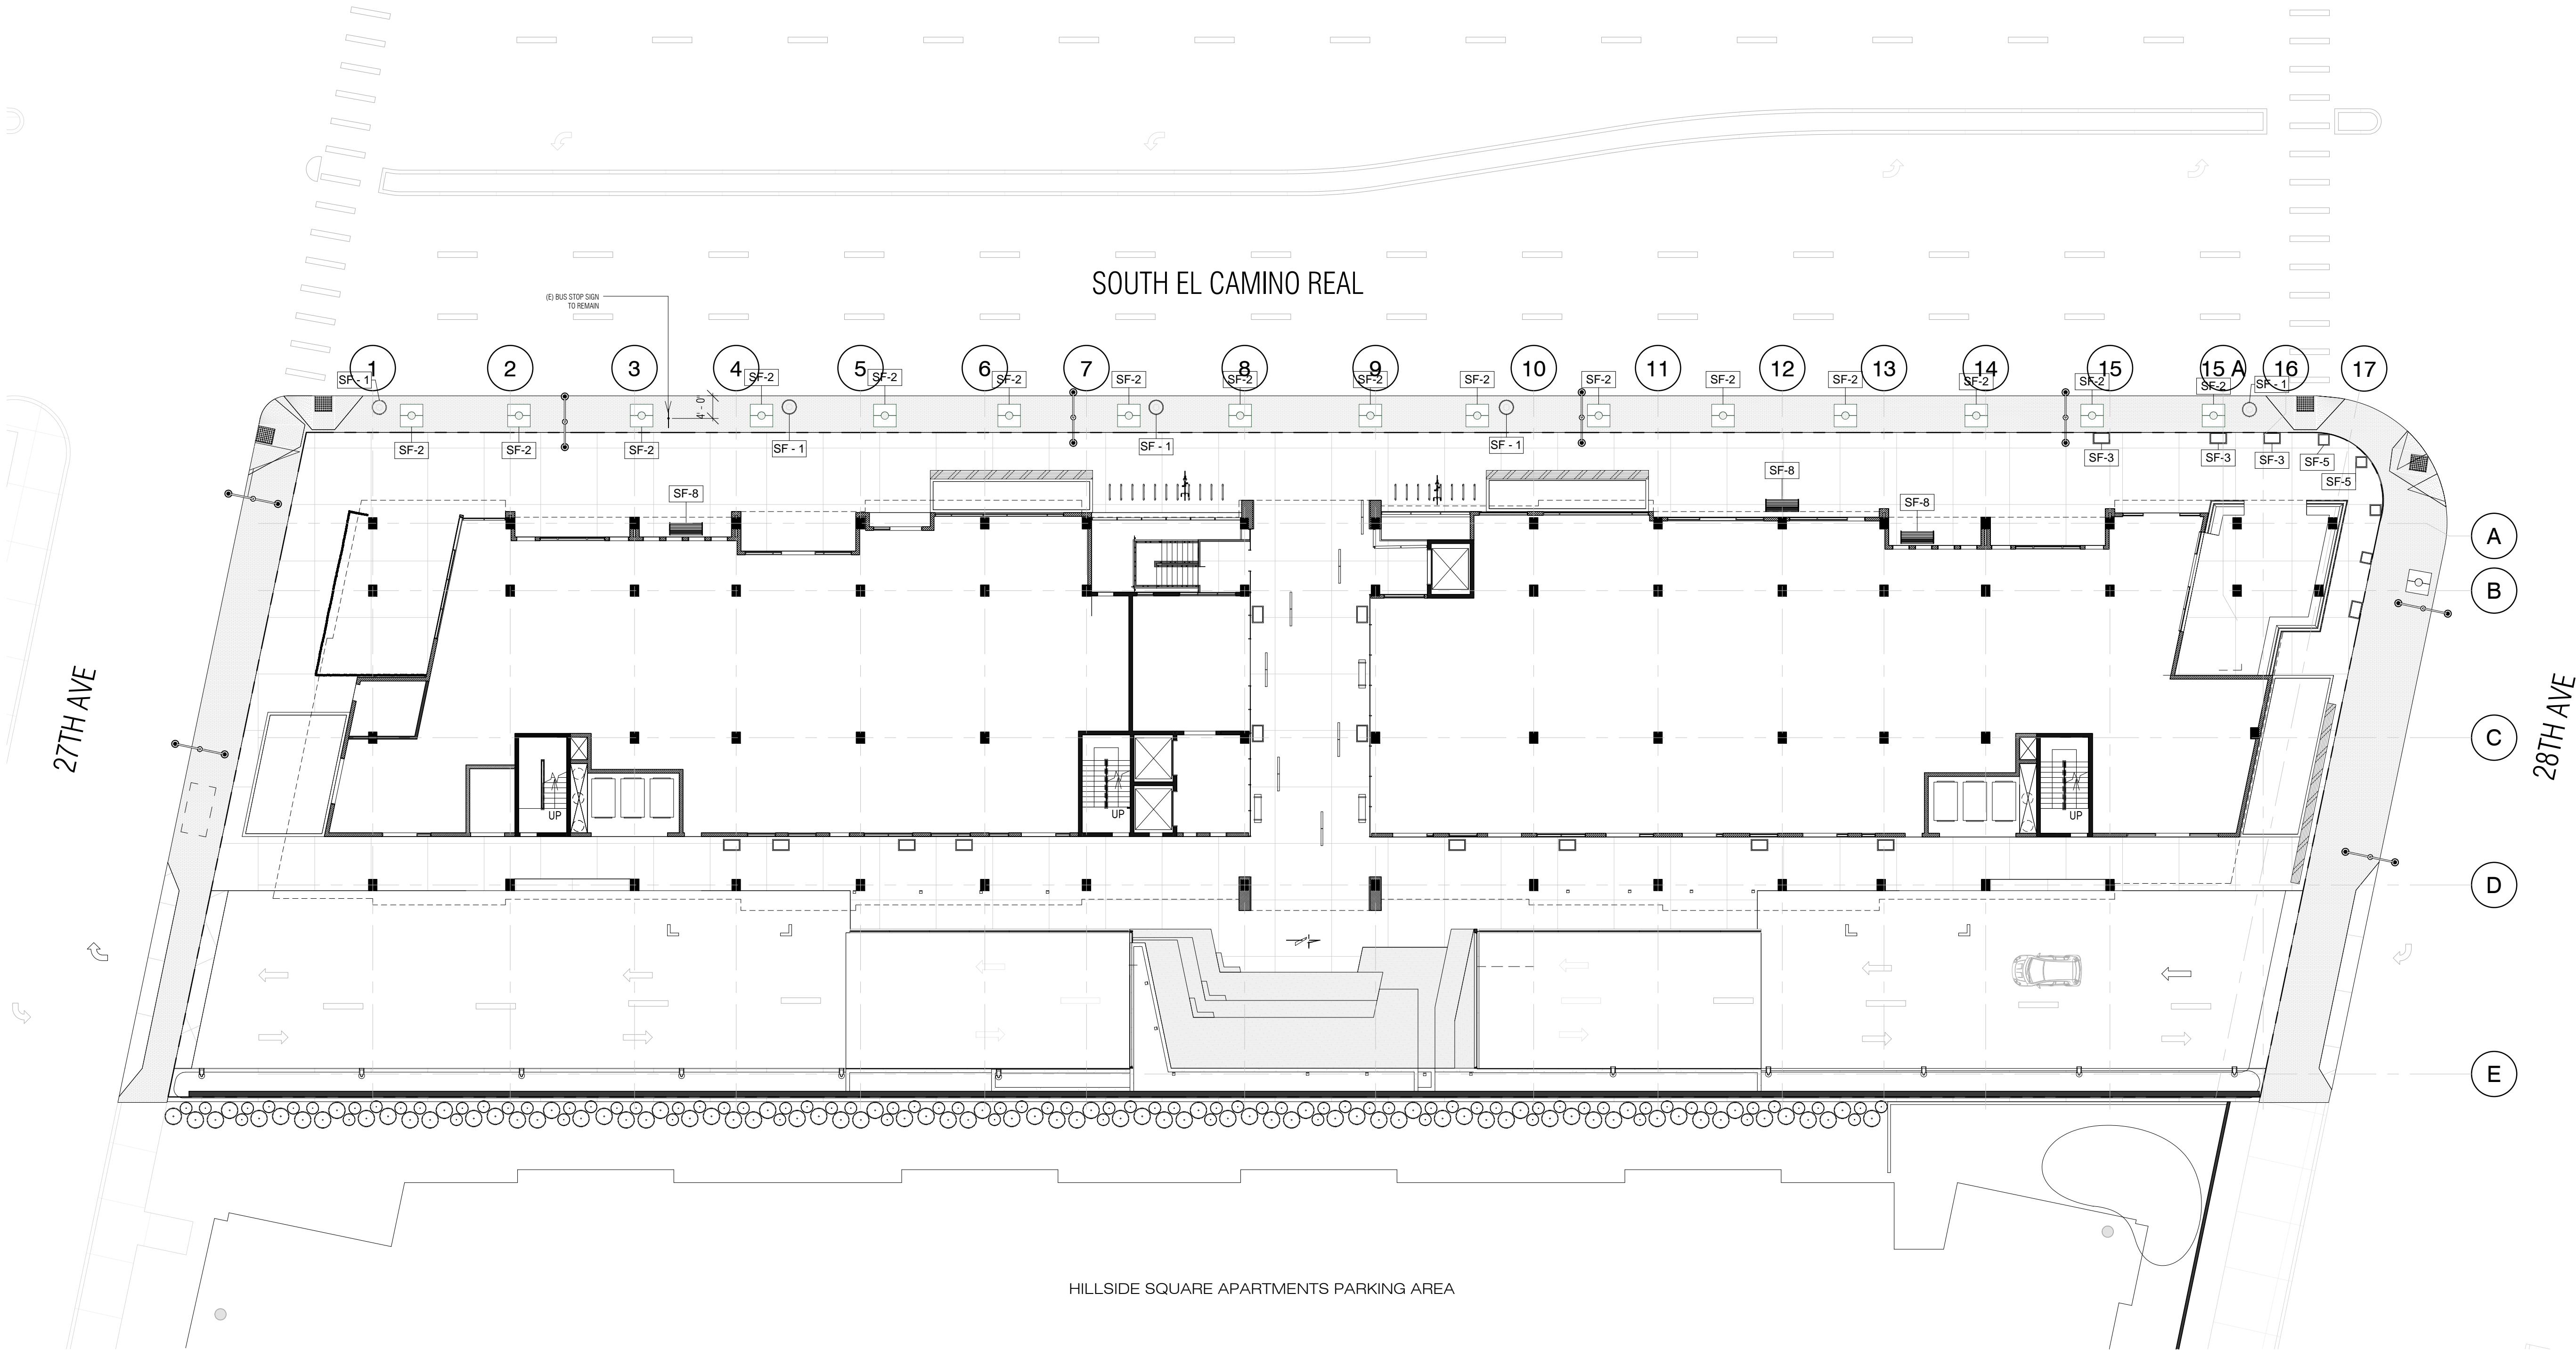 (E) BUS STOP SIGN
TO REMAIN
SOUTH EL CAMINO REAL
1 2 3 4 5 6 7 8 9 10 11 12 13 14 15 15 A 16 17
SF - 1 SF-2 SF-2 SF-2 SF-2 SF-2 SF-2 SF-2 SF-2 SF-2 SF-2 SF-2 SF-2 SF-2 SF-2 SF - 1
4' - 0"
SF-2 SF-2 SF-2 SF - 1 SF - 1 SF - 1 SF-3 SF-3 SF-3 SF-5
SF-8 SF-8 SF-5
SF-8
A
B
27TH AVE
28TH AVE
C
UP UP UP
D
E
HILLSIDE SQUARE APARTMENTS PARKING AREA